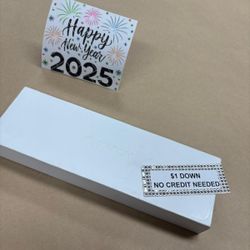 Happy
New Year
2025
$1 DOWN
NO CREDIT NEEDED